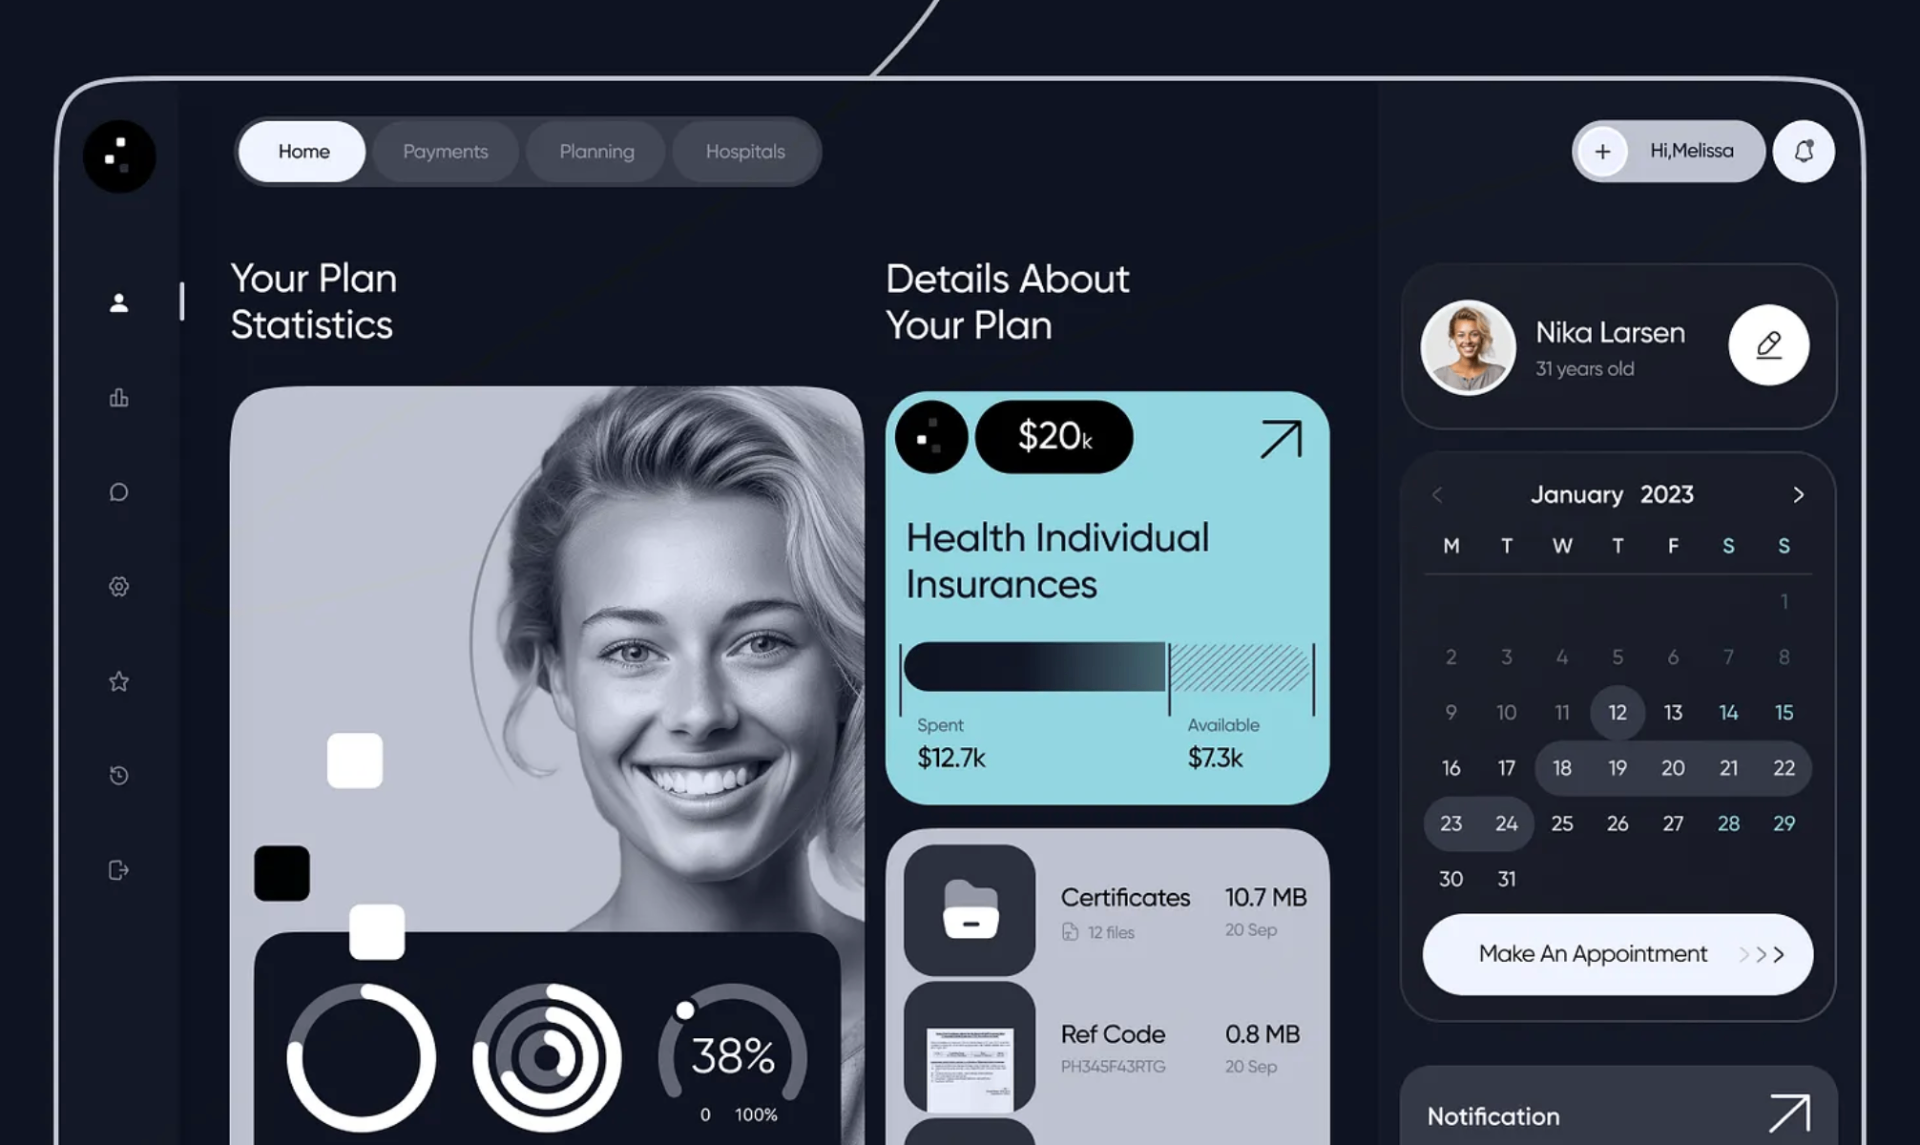 Home
Payments
Planning
Hospitals
+
Hi,Melissa
Your Plan
Statistics
38%
0 100%
Details About
Your Plan
$20k
Health Individual
Insurances
Spent
$12.7k
Available
$7.3k
Certificates
12 files
10.7 MB
20 Sep
Ref Code
PH345F43RTG
0.8 MB
20 Sep
Nika Larsen
31 years old
January 2023
M T W T F S S
1
2 3 4 5 6 7 8
9 10 11 12 13 14 15
16 17 18 19 20 21 22
23 24 25 26 27 28 29
30 31
Make An Appointment
Notification